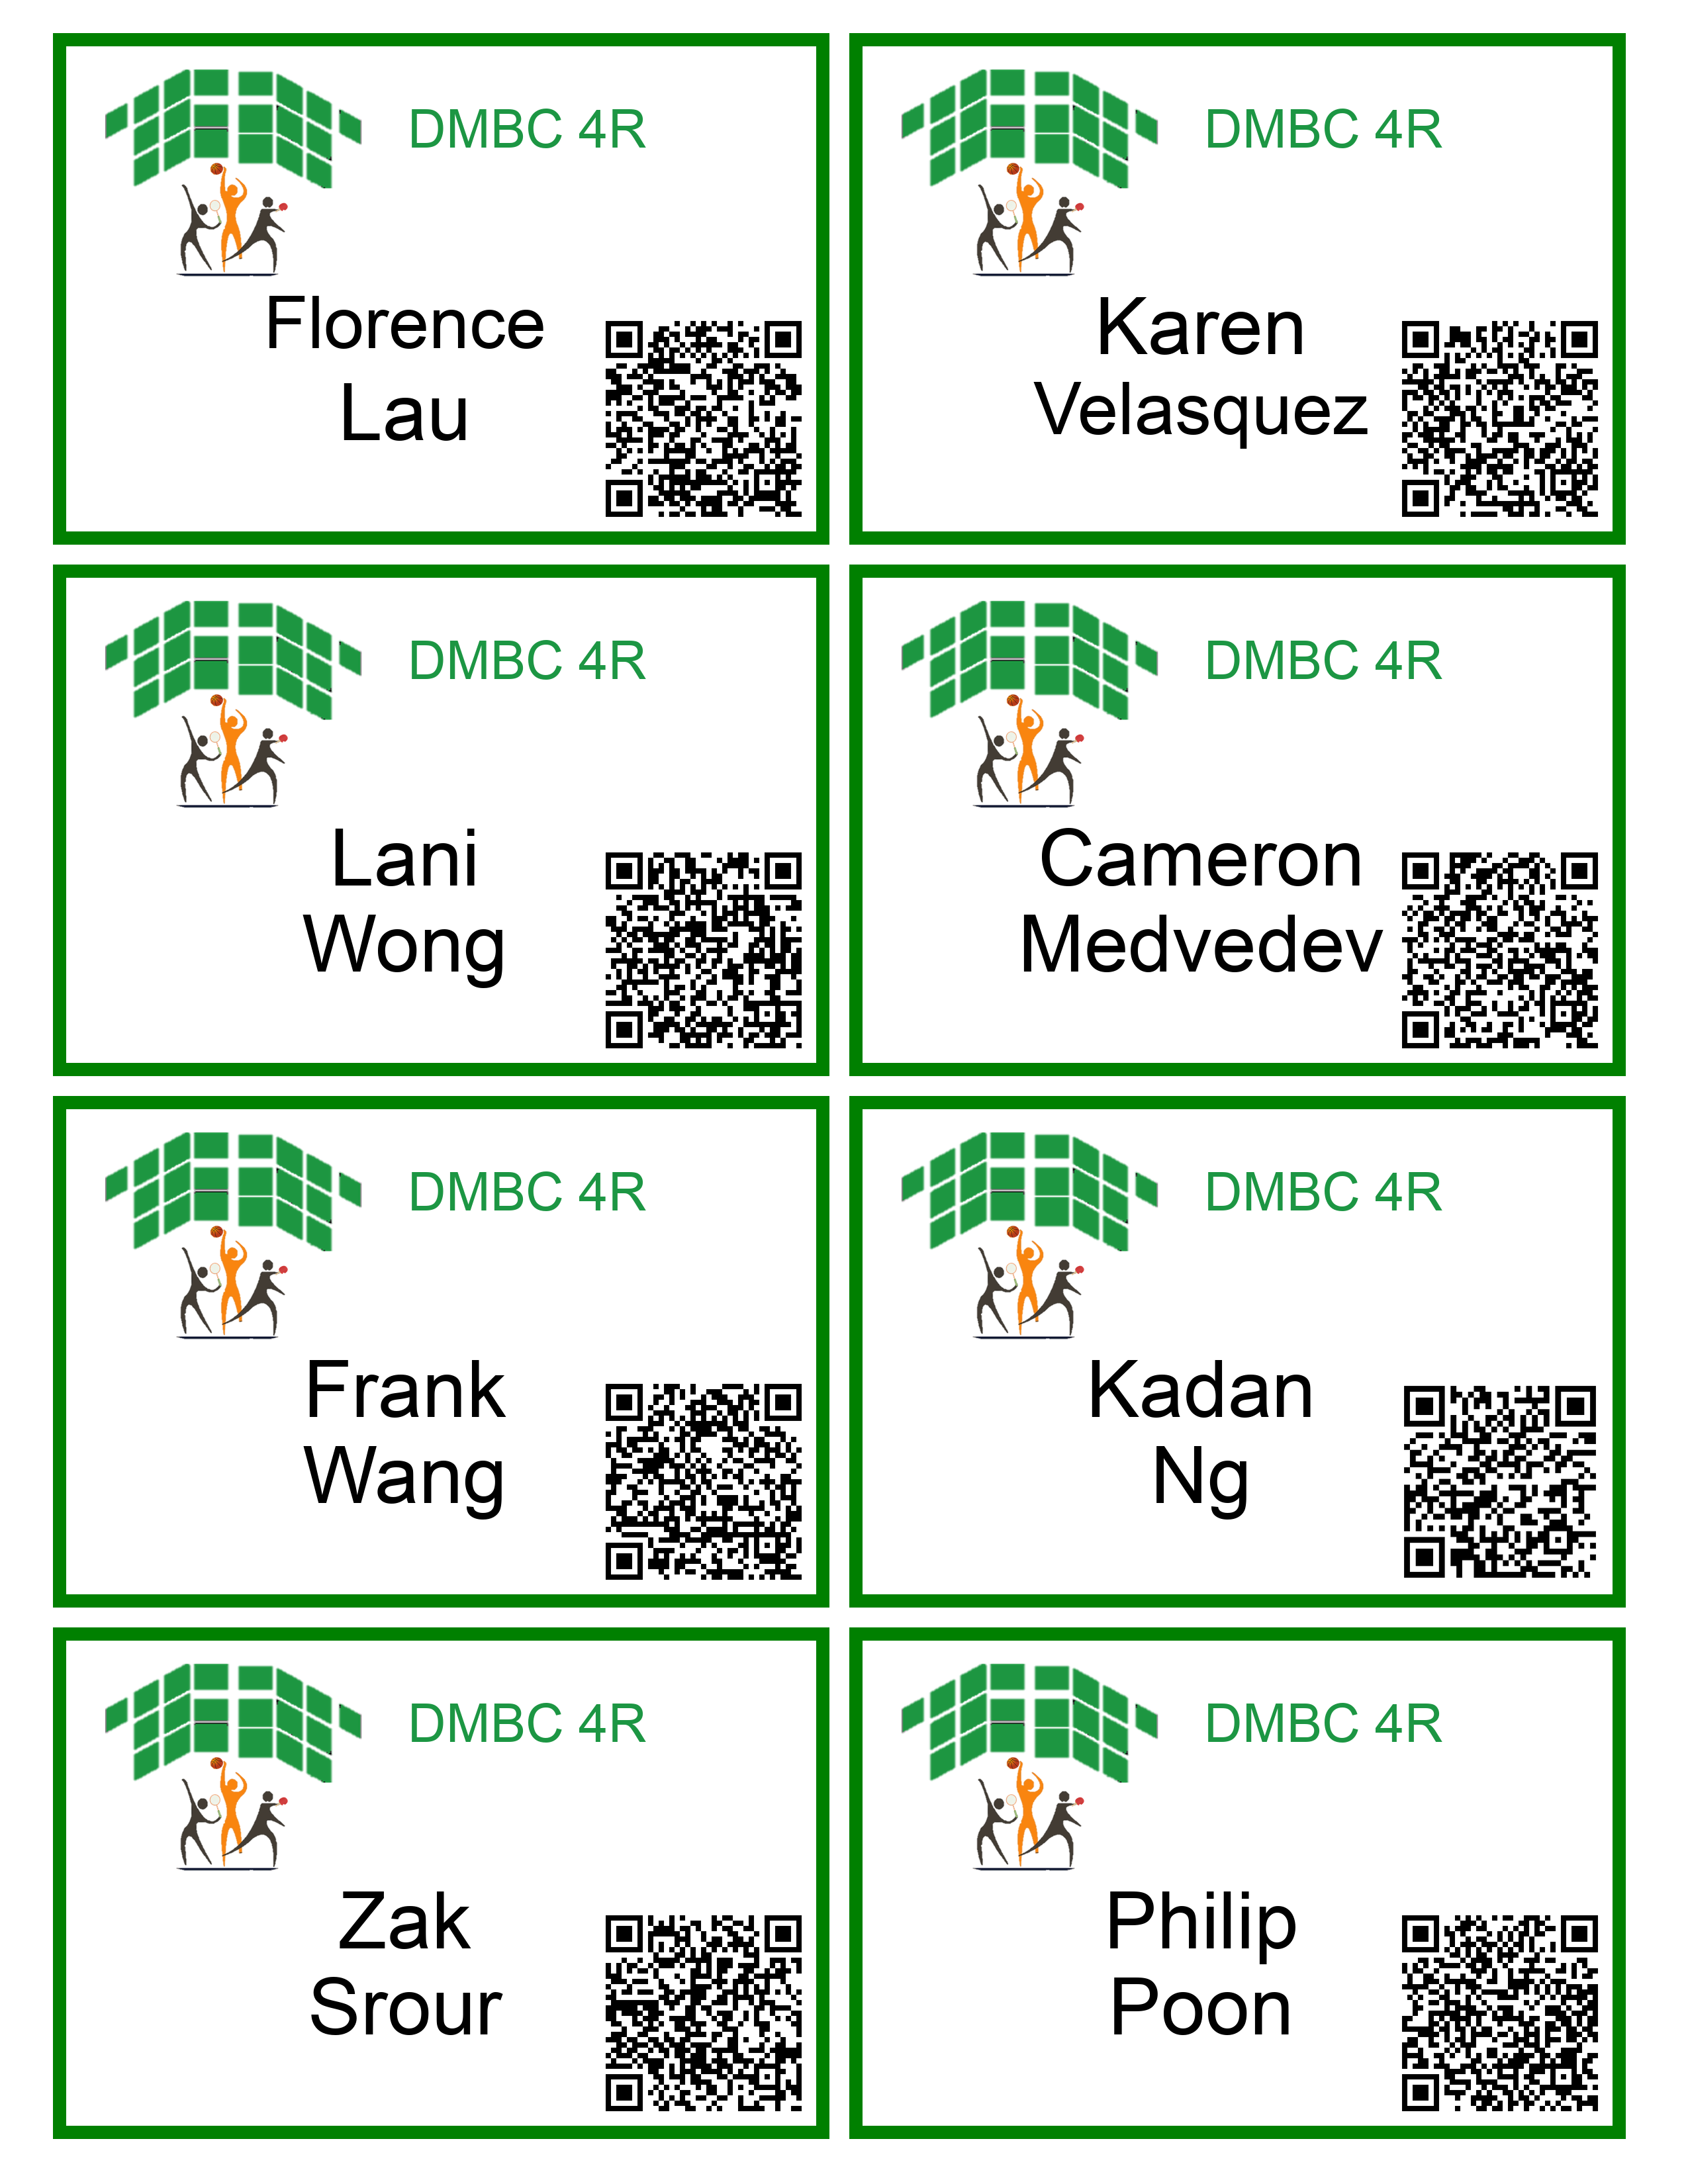 DMBC 4R
Florence
Lau
DMBC 4R
Karen
Velasquez
DMBC 4R
Lani
Wong
DMBC 4R
Cameron
Medvedev
DMBC 4R
Frank
Wang
DMBC 4R
Kadan
Ng
DMBC 4R
Zak
Srour
DMBC 4R
Philip
Poon